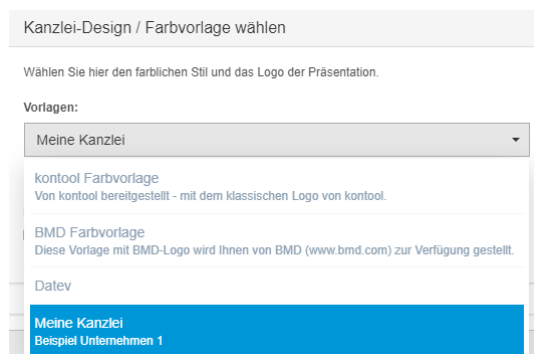 Kanzlei-Design / Farbvorlage wählen
Wählen Sie hier den farblichen Stil und das Logo der Präsentation.
Vorlagen:
Meine Kanzlei
kontool Farbvorlage
Von kontool bereitgestellt - mit dem klassischen Logo von kontool.
BMD Farbvorlage
Diese Vorlage mit BMD-Logo wird Ihnen von BMD (www.bmd.com) zur Verfügung gestellt.
Datev
Meine Kanzlei
Beispiel Unternehmen 1